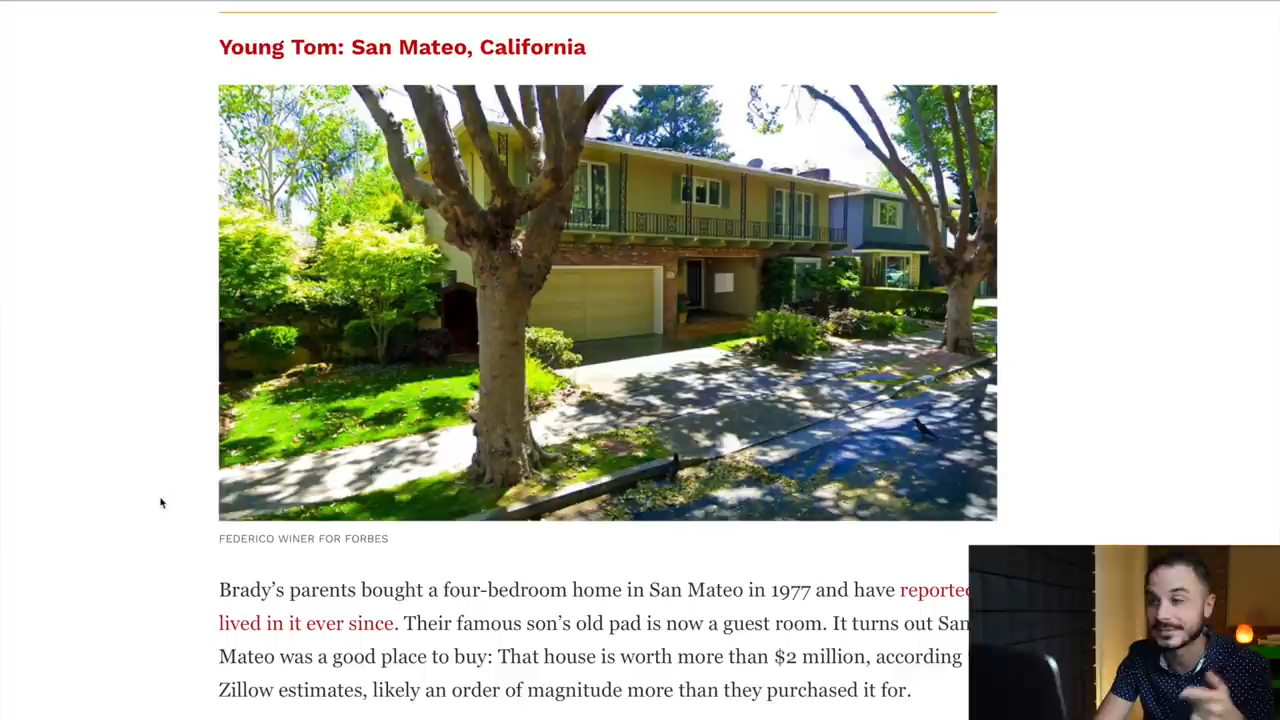 Young Tom: San Mateo, California
FEDERICO WINER FOR FORBES
Brady’s parents bought a four-bedroom home in San Mateo in 1977 and have
lived in it ever since. Their famous son’s old pad is now a guest room. It turns out San
Mateo was a good place to buy: That house is worth more than $2 million, according
Zillow estimates, likely an order of magnitude more than they purchased it for.